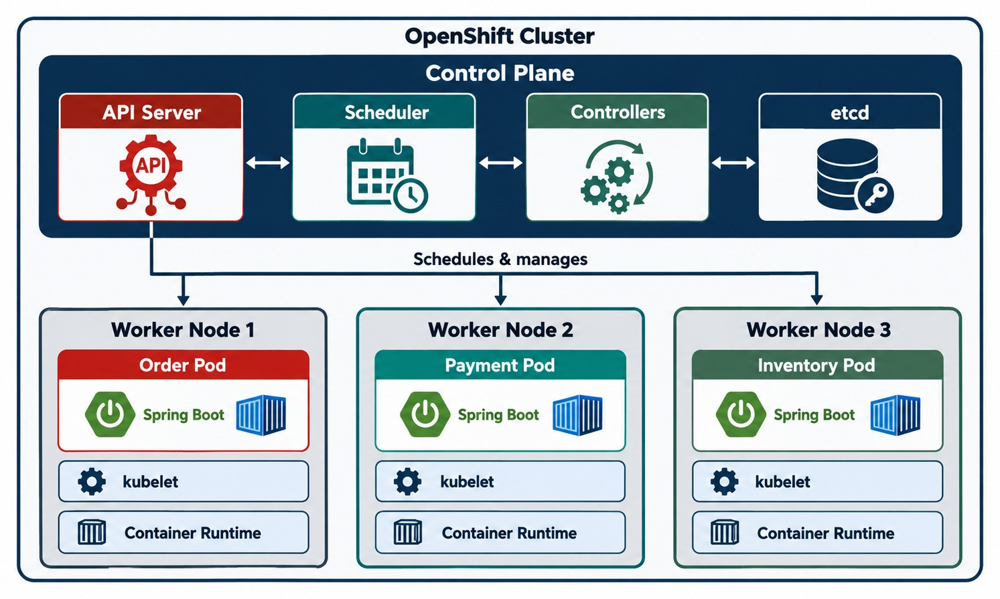 OpenShift Cluster
Control Plane
API Server
Scheduler
Controllers
etcd
API
Schedules & manages
Worker Node 1
Worker Node 2
Worker Node 3
Order Pod
Payment Pod
Inventory Pod
Spring Boot
Spring Boot
Spring Boot
kubelet
kubelet
kubelet
Container Runtime
Container Runtime
Container Runtime